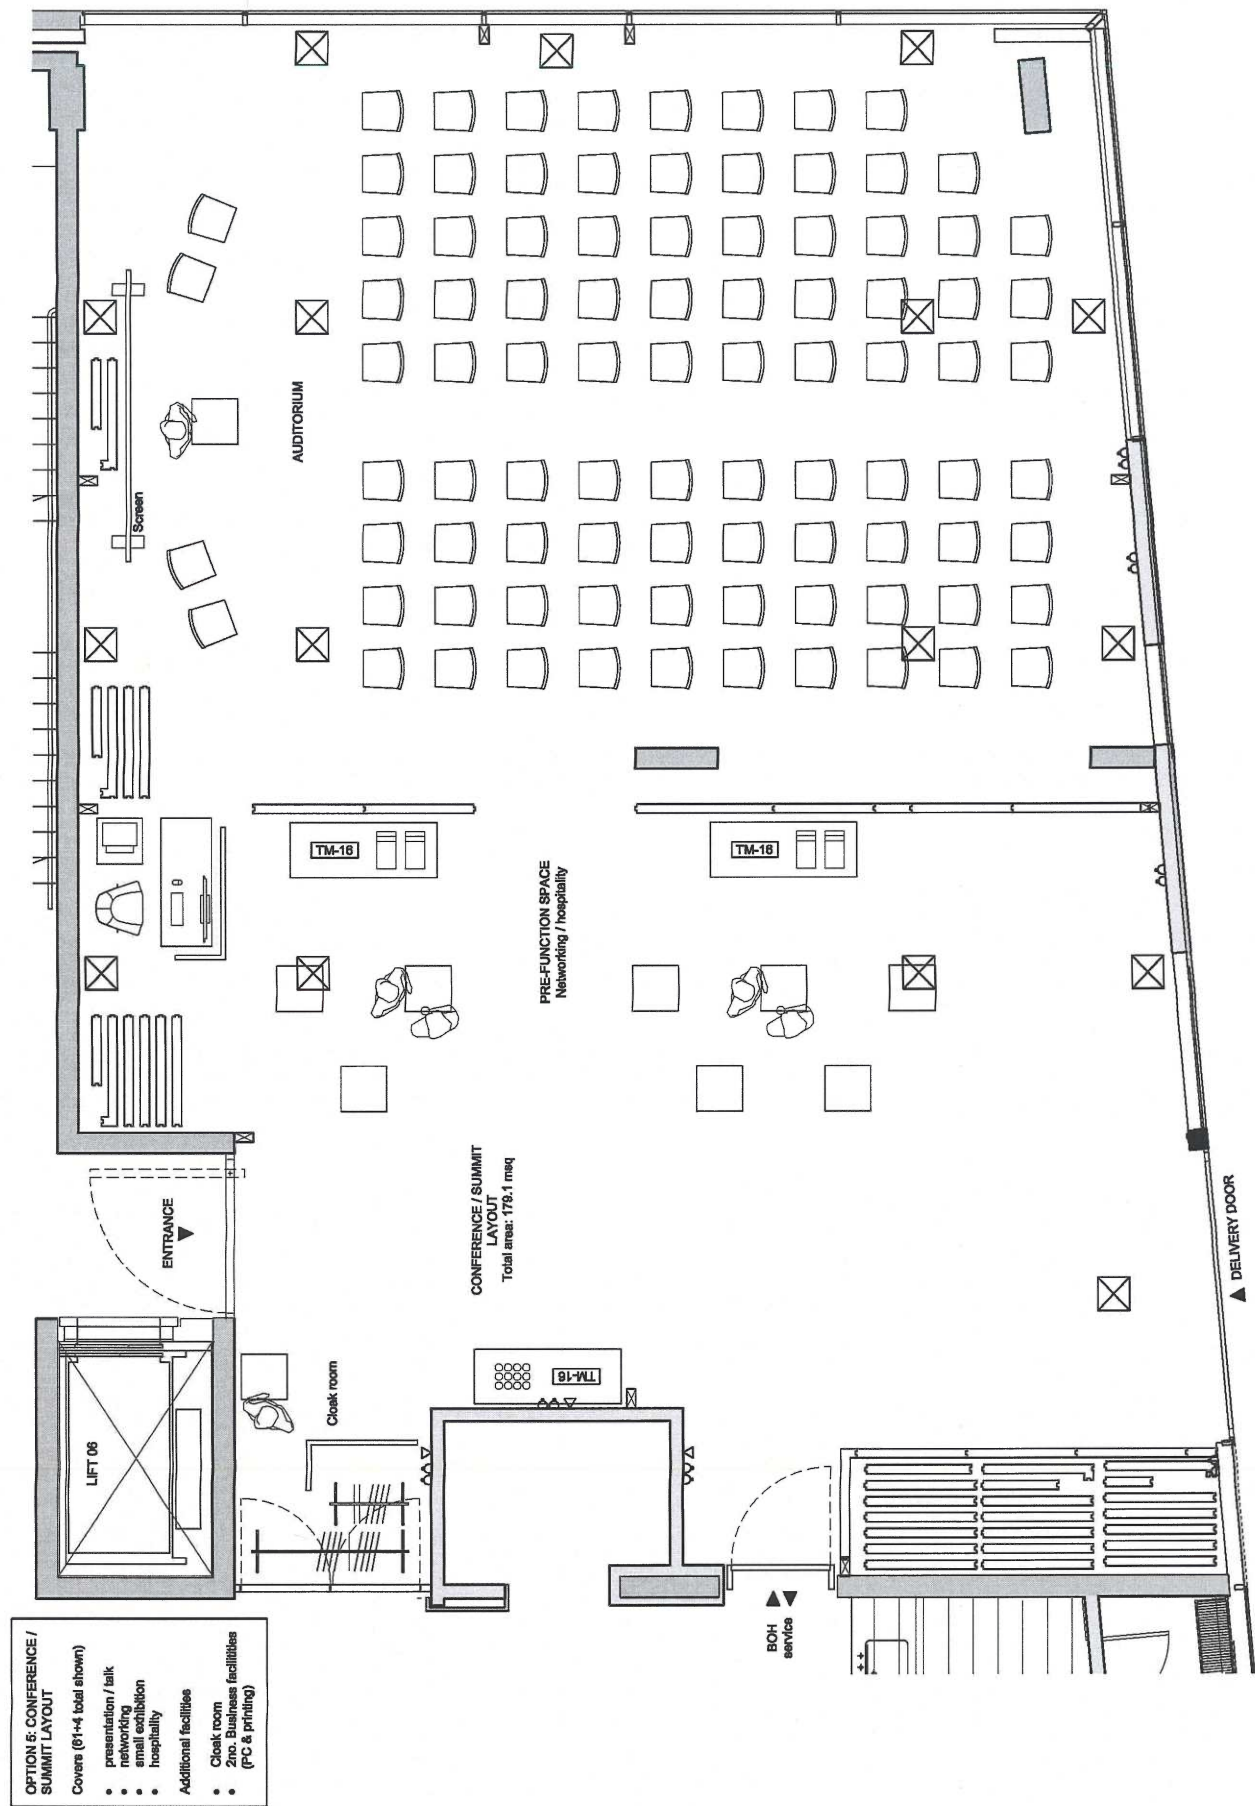 OPTION 5: CONFERENCE /
SUMMIT LAYOUT
Covers (81+4 total shown)
• presentation / talk
• networking
• small exhibition
• hospitality
Additional facilities
• Cloak room
• 2no. Business facilitities
(PC & printing)
LIFT 06
ENTRANCE
Cloak room
TM-16
CONFERENCE / SUMMIT
LAYOUT
Total area: 179.1 msq
BOH
service
DELIVERY DOOR
PRE-FUNCTION SPACE
Networking / hospitality
TM-16
TM-16
Screen
AUDITORIUM